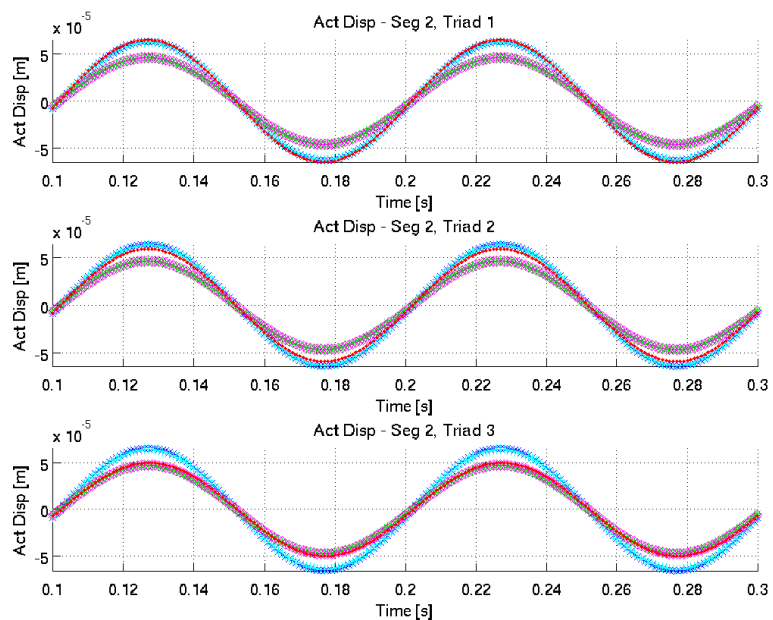 x 10^-5
Act Disp - Seg 2, Triad 1
Act Disp [m]
5
0
-5
0.1 0.12 0.14 0.16 0.18 0.2 0.22 0.24 0.26 0.28 0.3
Time [s]
x 10^-5
Act Disp - Seg 2, Triad 2
Act Disp [m]
5
0
-5
0.1 0.12 0.14 0.16 0.18 0.2 0.22 0.24 0.26 0.28 0.3
Time [s]
x 10^-5
Act Disp - Seg 2, Triad 3
Act Disp [m]
5
0
-5
0.1 0.12 0.14 0.16 0.18 0.2 0.22 0.24 0.26 0.28 0.3
Time [s]